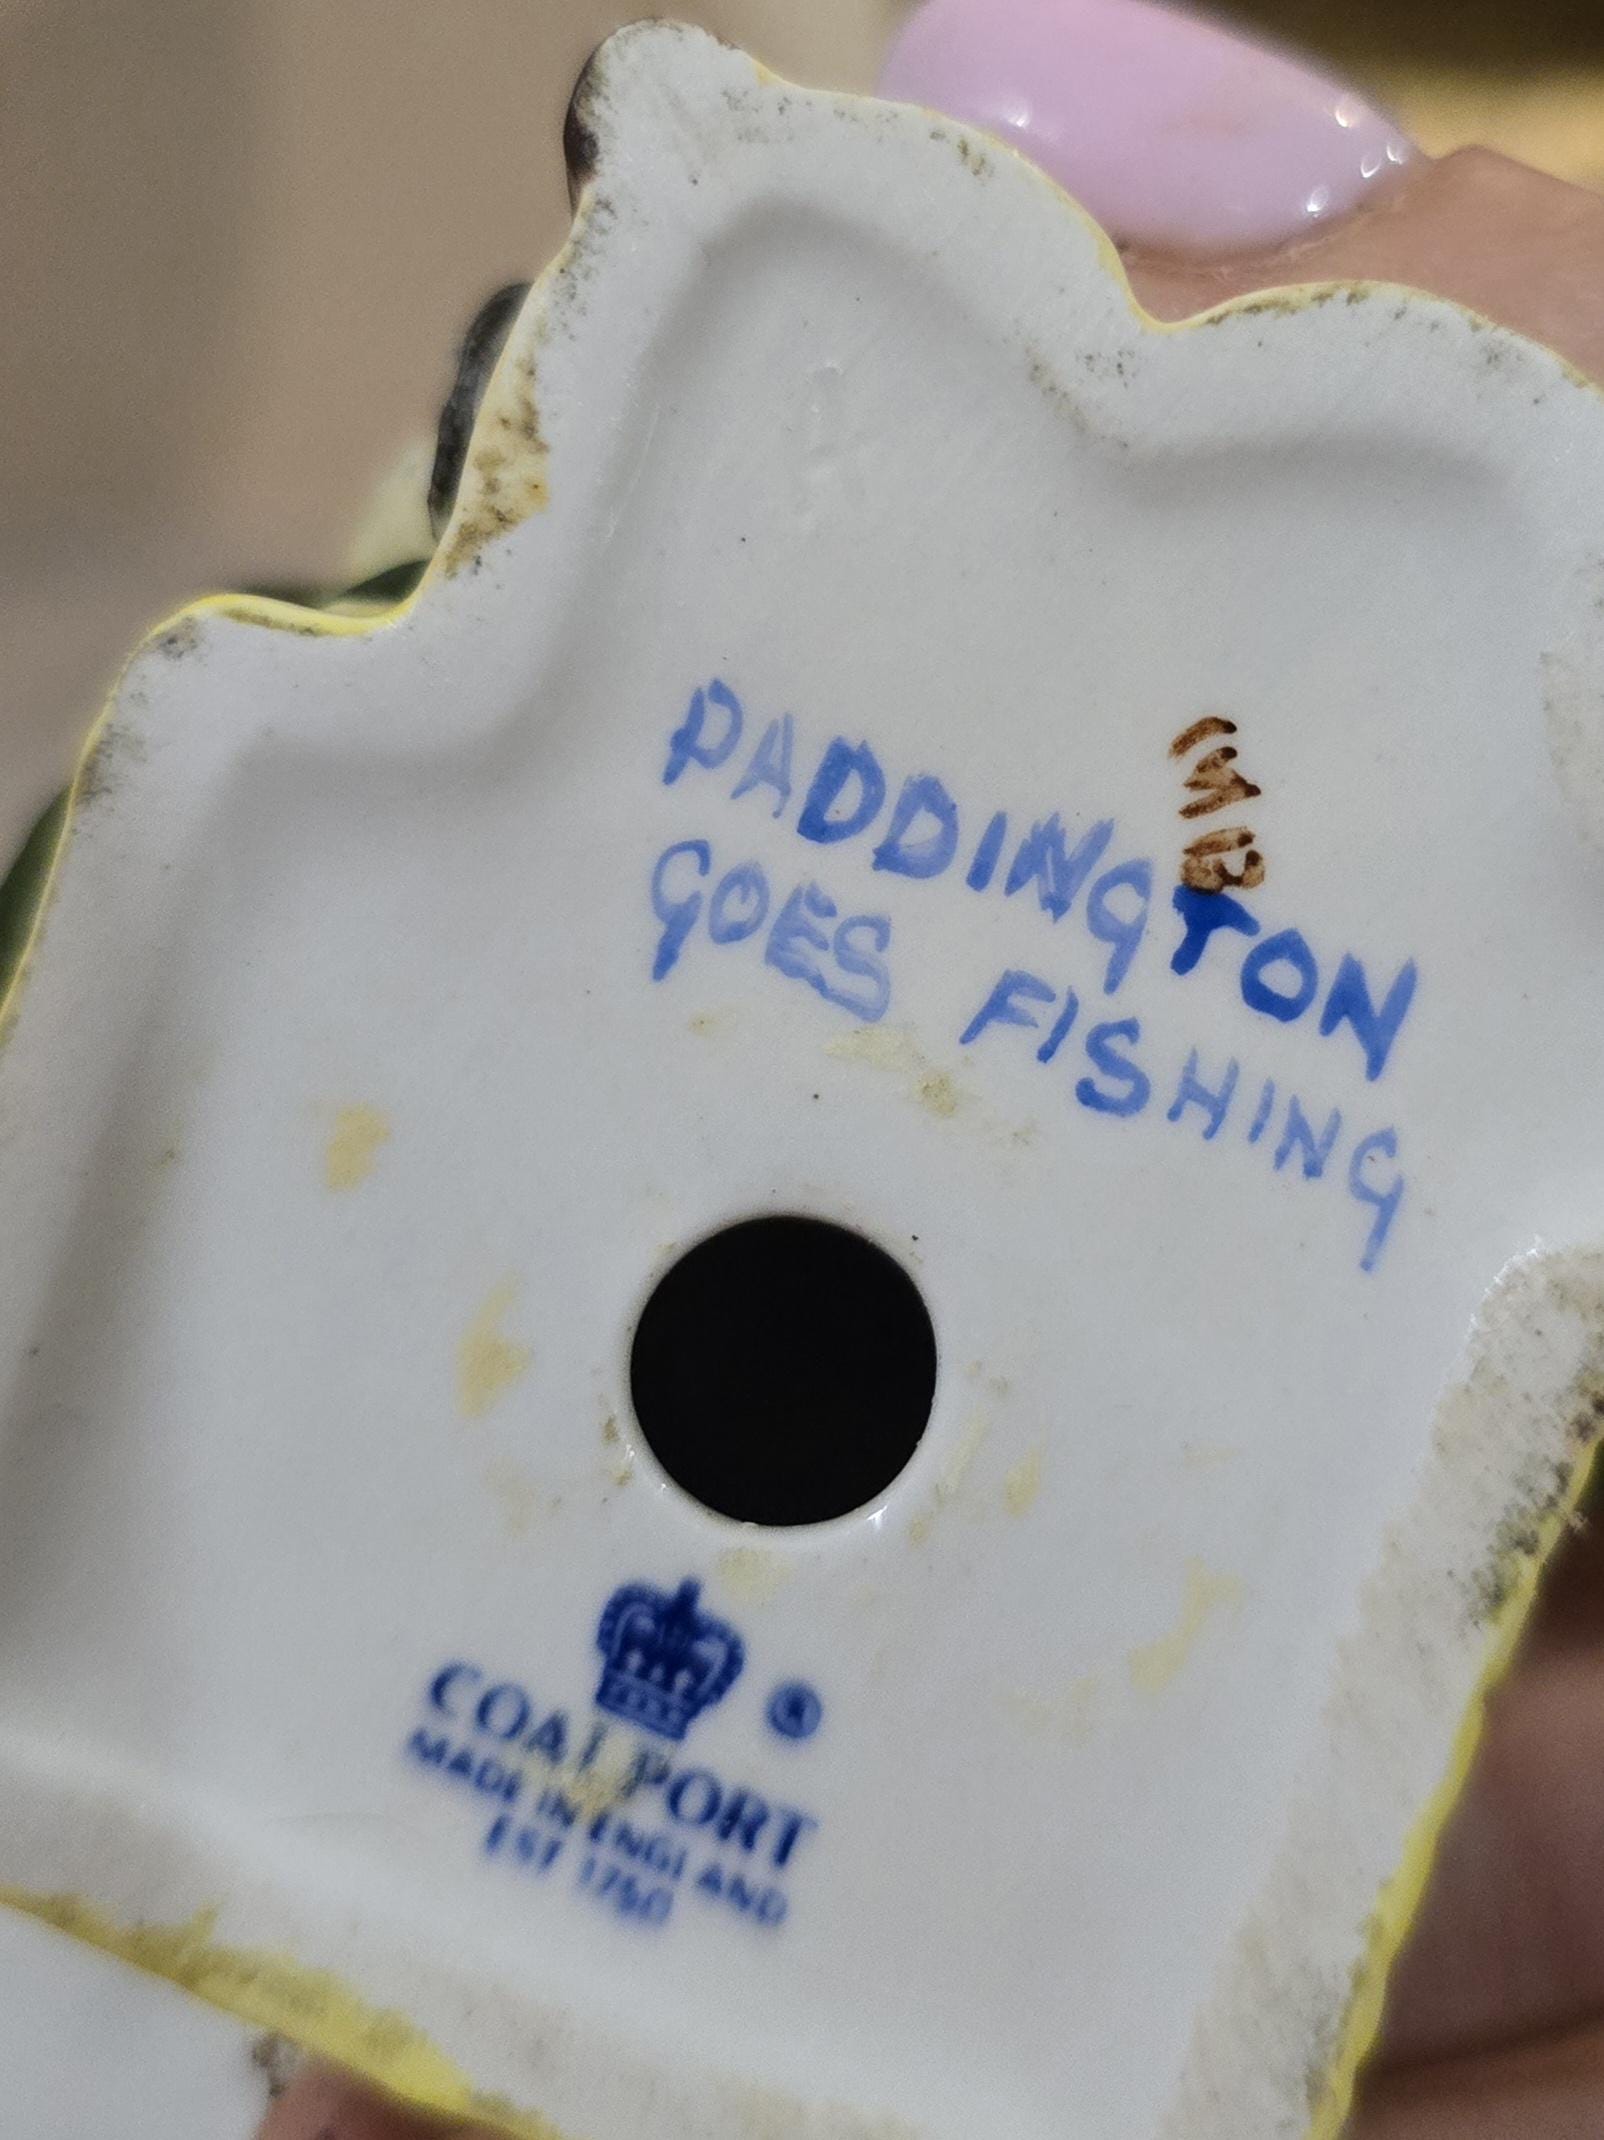 PADDINGTON
GOES FISHING
®
COALPORT
MADE IN ENGLAND
EST 1750